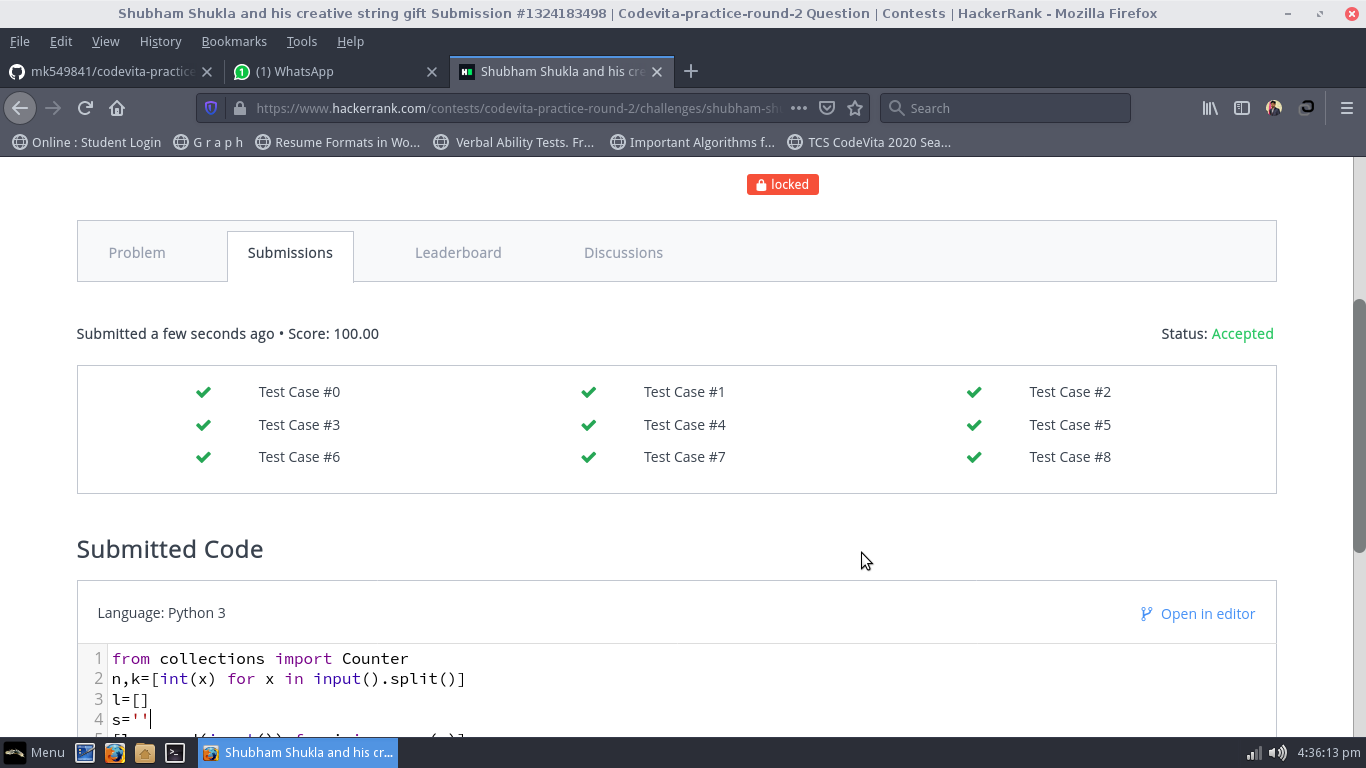 Shubham Shukla and his creative string gift Submission #1324183498 | Codevita-practice-round-2 Question | Contests | HackerRank - Mozilla Firefox
File Edit View History Bookmarks Tools Help
mk549841/codevita-practice (1) WhatsApp Shubham Shukla and his cre
https://www.hackerrank.com/contests/codevita-practice-round-2/challenges/shubham-sh Search
Online : Student Login G r a p h Resume Formats in Wo... Verbal Ability Tests. Fr... Important Algorithms f... TCS CodeVita 2020 Sea...
locked
Problem Submissions Leaderboard Discussions
Submitted a few seconds ago • Score: 100.00 Status: Accepted
Test Case #0 Test Case #1 Test Case #2
Test Case #3 Test Case #4 Test Case #5
Test Case #6 Test Case #7 Test Case #8
Submitted Code
Language: Python 3 Open in editor
1 from collections import Counter
2 n,k=[int(x) for x in input().split()]
3 l=[]
4 s=''
Menu Shubham Shukla and his cr... 4:36:13 pm